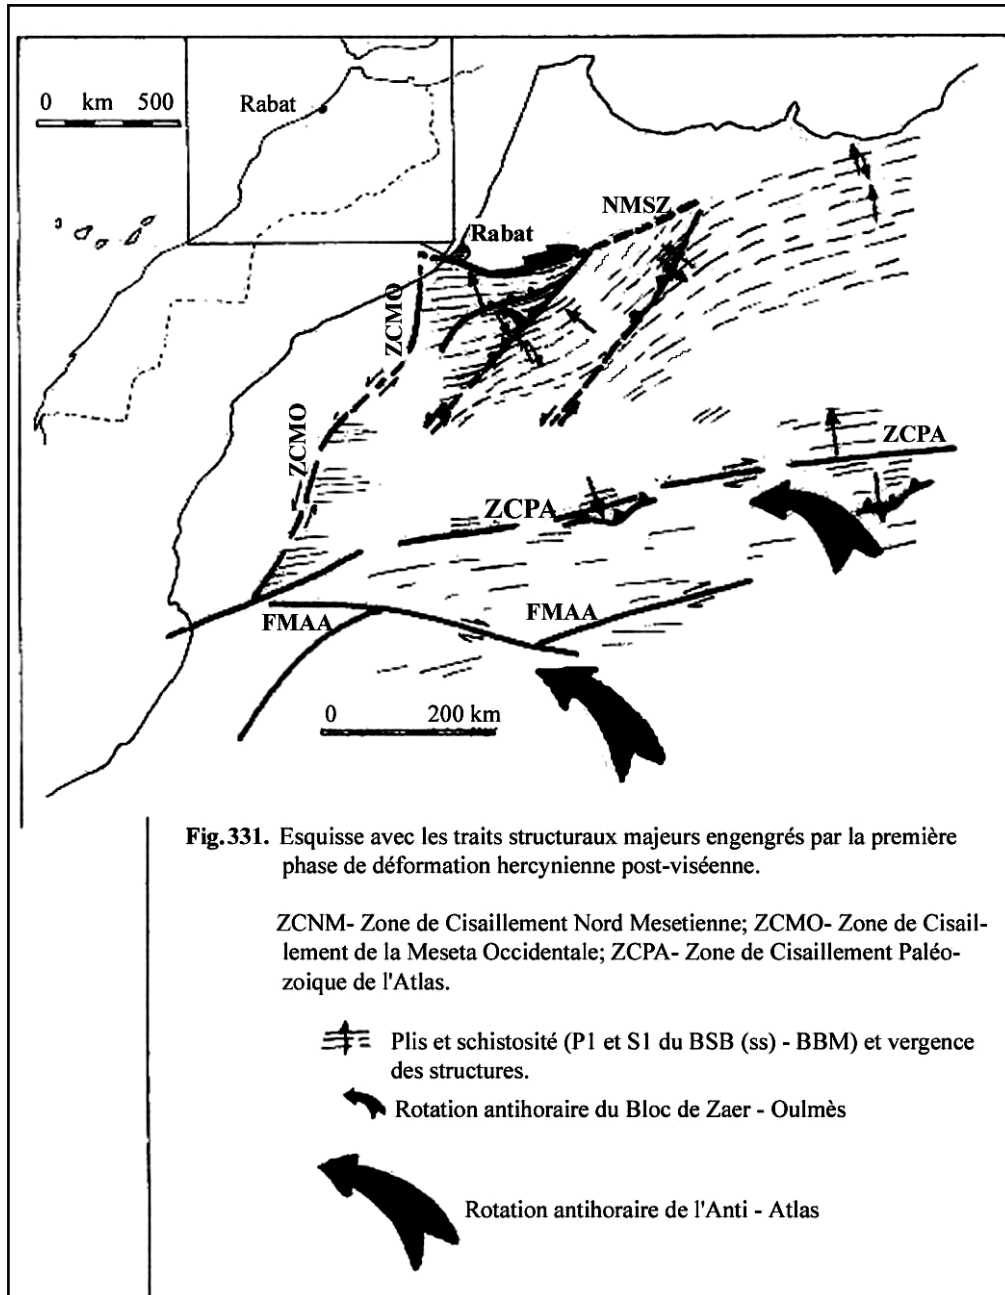 0 km 500
Rabat
NMSZ
Rabat
ZCMO
ZCMO
ZCPA
ZCPA
FMAA
FMAA
0 200 km
Fig.331. Esquisse avec les traits structuraux majeurs engengrés par la première
phase de déformation hercynienne post-viséenne.
ZCNM- Zone de Cisaillement Nord Mesetienne; ZCMO- Zone de Cisail-
lement de la Meseta Occidentale; ZCPA- Zone de Cisaillement Paléo-
zoique de l'Atlas.
Plis et schistosité (P1 et S1 du BSB (ss) - BBM) et vergence
des structures.
Rotation antihoraire du Bloc de Zaer - Oulmès
Rotation antihoraire de l'Anti - Atlas